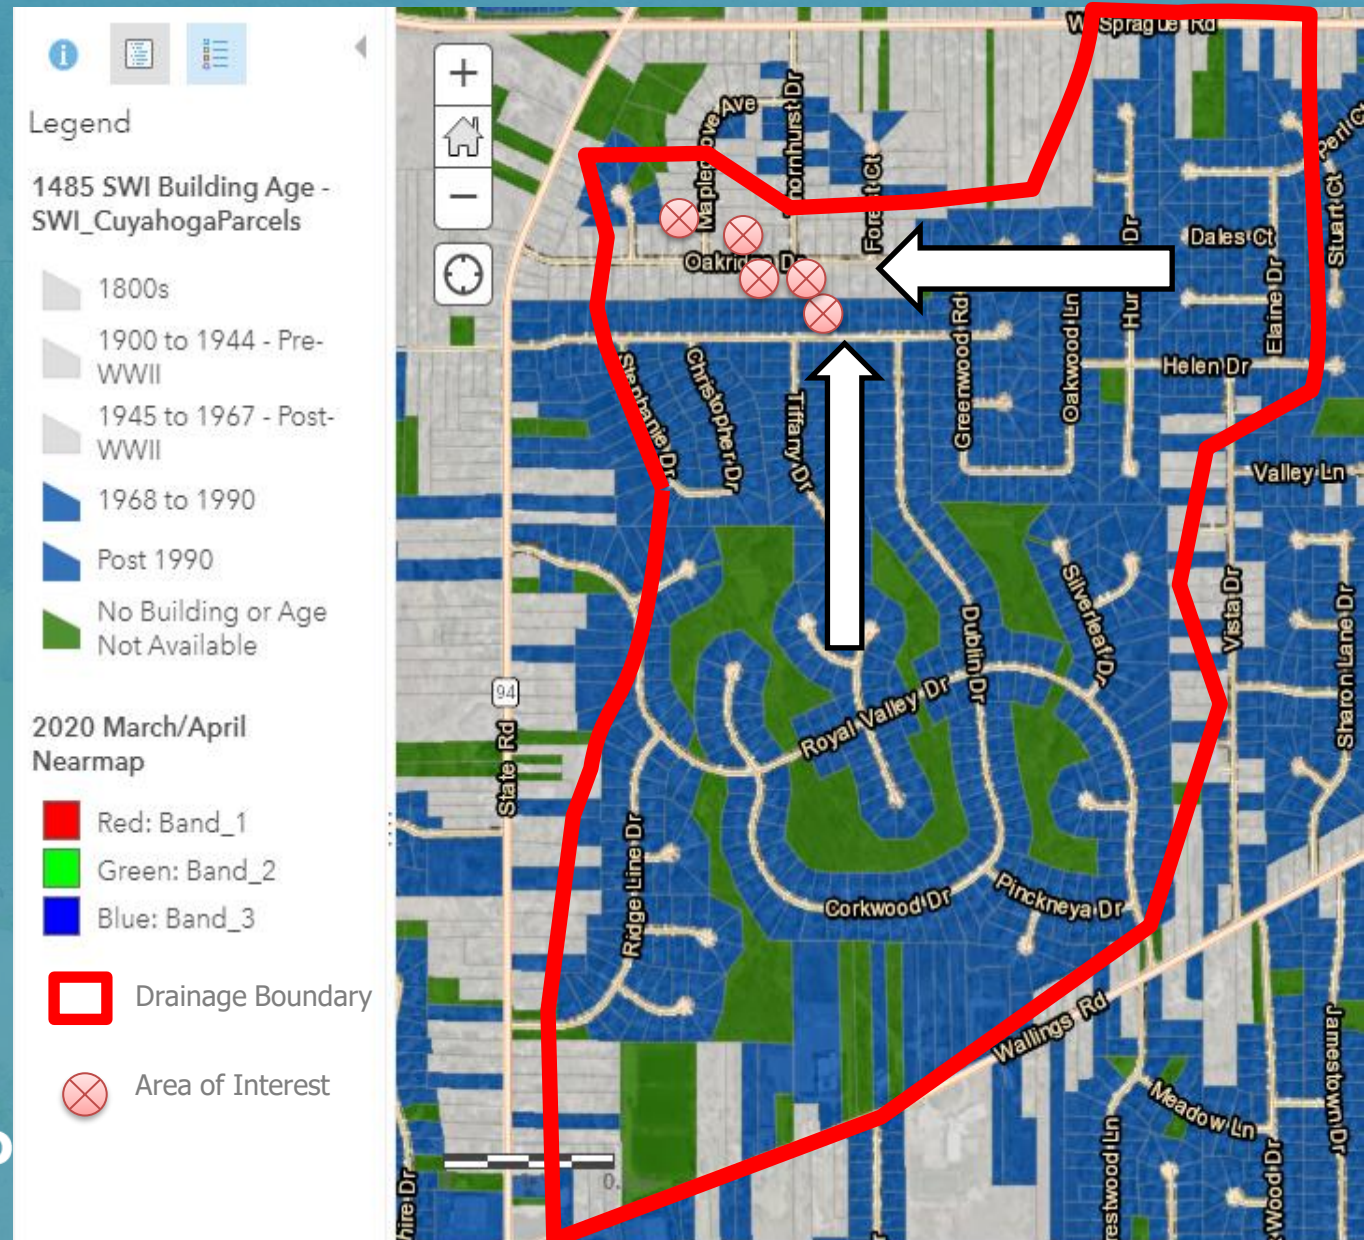 Legend
1485 SWI Building Age -
SWI_CuyahogaParcels
1800s
1900 to 1944 - Pre-
WWII
1945 to 1967 - Post-
WWII
1968 to 1990
Post 1990
No Building or Age
Not Available
2020 March/April
Nearmap
Red: Band_1
Green: Band_2
Blue: Band_3
Drainage Boundary
Area of Interest
W Sprague Rd
Ave
Forest Ct
Oakridge Dr
Dr
Dales Ct
Elaine Dr
Stuart Ct
Helen Dr
Stephanie Dr
Christopher Dr
Tiffany Dr
Greenwood Rd
Oakwood Ln
Valley Ln
Vista Dr
Silverleaf Dr
Dublin Dr
Sharon Lane Dr
Royal Valley Dr
94
State Rd
Ridge Line Dr
Corkwood Dr
Pinckneya Dr
Wallings Rd
Meadow Ln
Jamestown Dr
restwood Ln
Wood Dr
hire Dr
0.